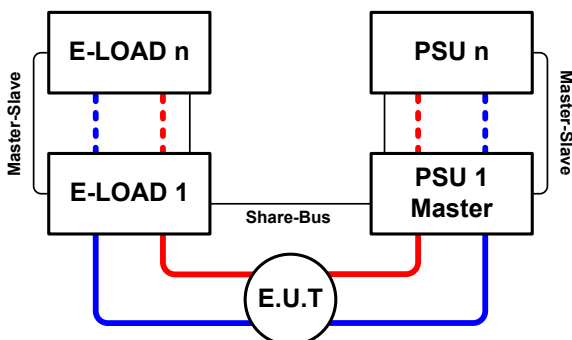 E-LOAD n
PSU n
Master-Slave
Master-Slave
E-LOAD 1
PSU 1
Master
Share-Bus
E.U.T